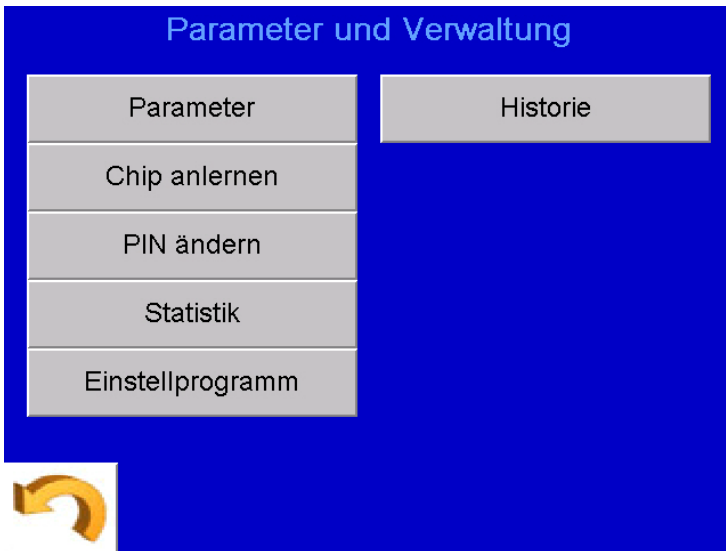 Parameter und Verwaltung
Parameter
Chip anlernen
PIN ändern
Statistik
Einstellprogramm
Historie